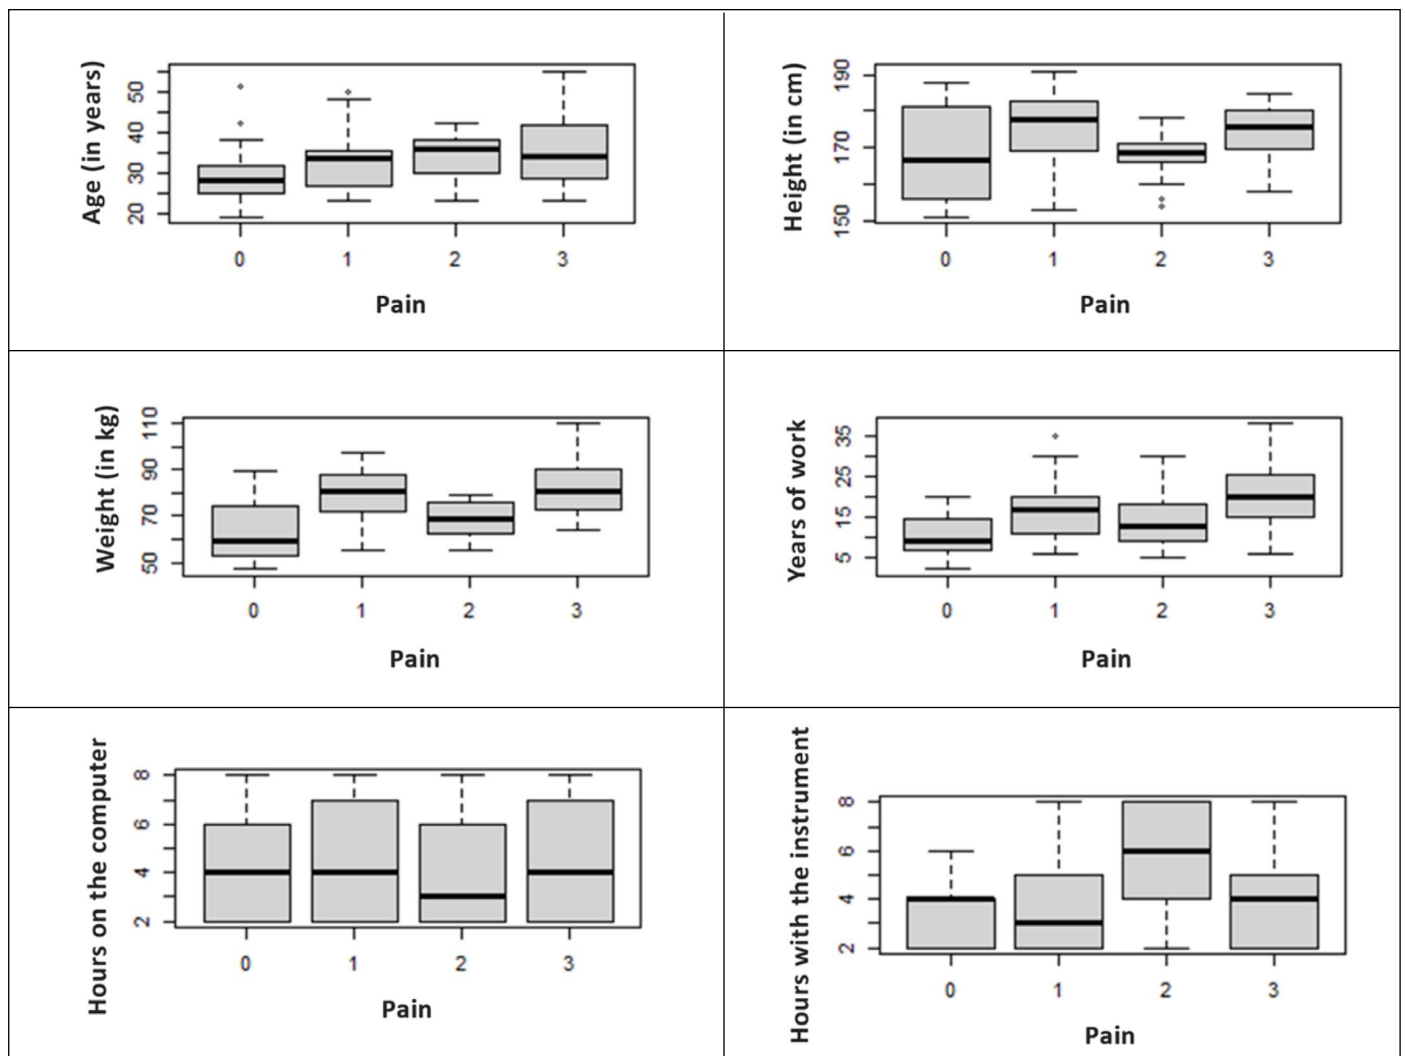 Age (in years)
50
40
30
20
0 1 2 3
Pain
Height (in cm)
190
170
150
0 1 2 3
Pain
Weight (in kg)
110
90
70
50
0 1 2 3
Pain
Years of work
35
25
15
5
0 1 2 3
Pain
Hours on the computer
8
6
4
2
0 1 2 3
Pain
Hours with the instrument
8
6
4
2
0 1 2 3
Pain